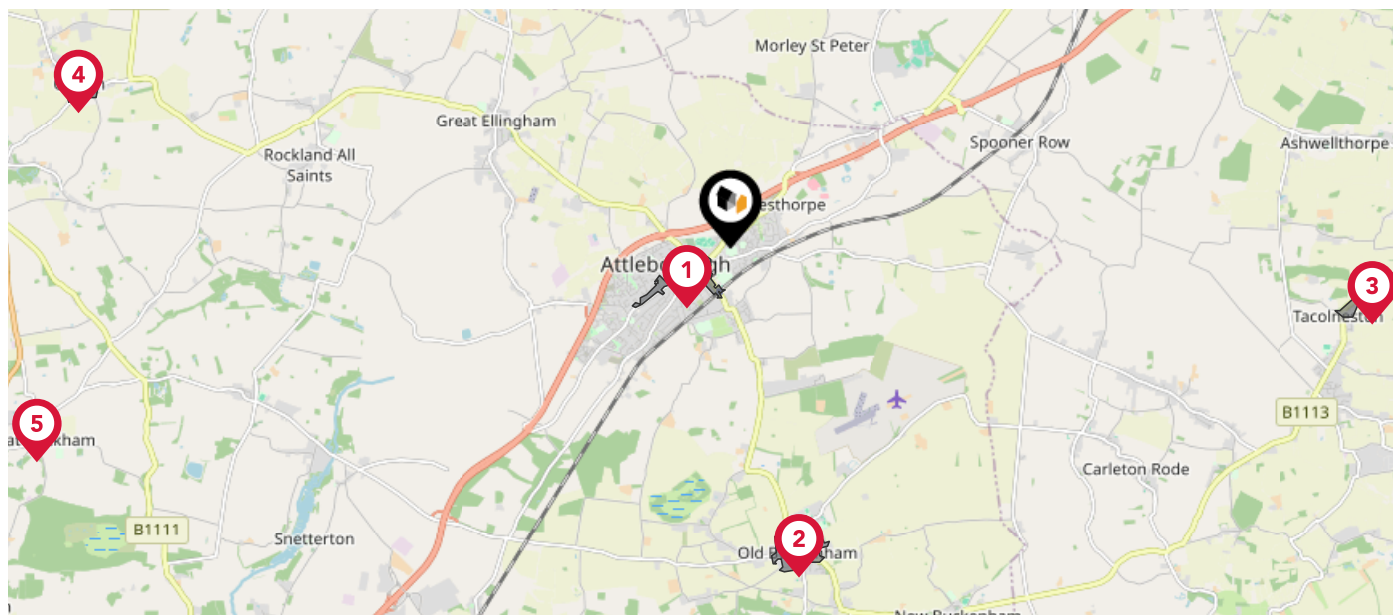 Morley St Peter
4
Great Ellingham
Spooner Row
Ashwellthorpe
Rockland All
Saints
1
3
B1113
5
Carleton Rode
B1111
Snetterton
2